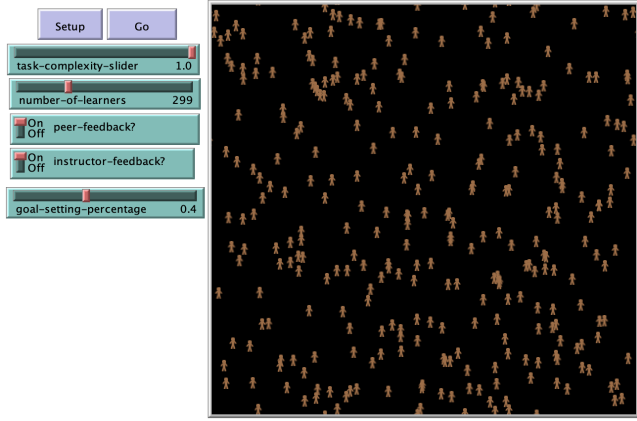 Setup
Go
task-complexity-slider 1.0
number-of-learners 299
On
Off
peer-feedback?
On
Off
instructor-feedback?
goal-setting-percentage 0.4